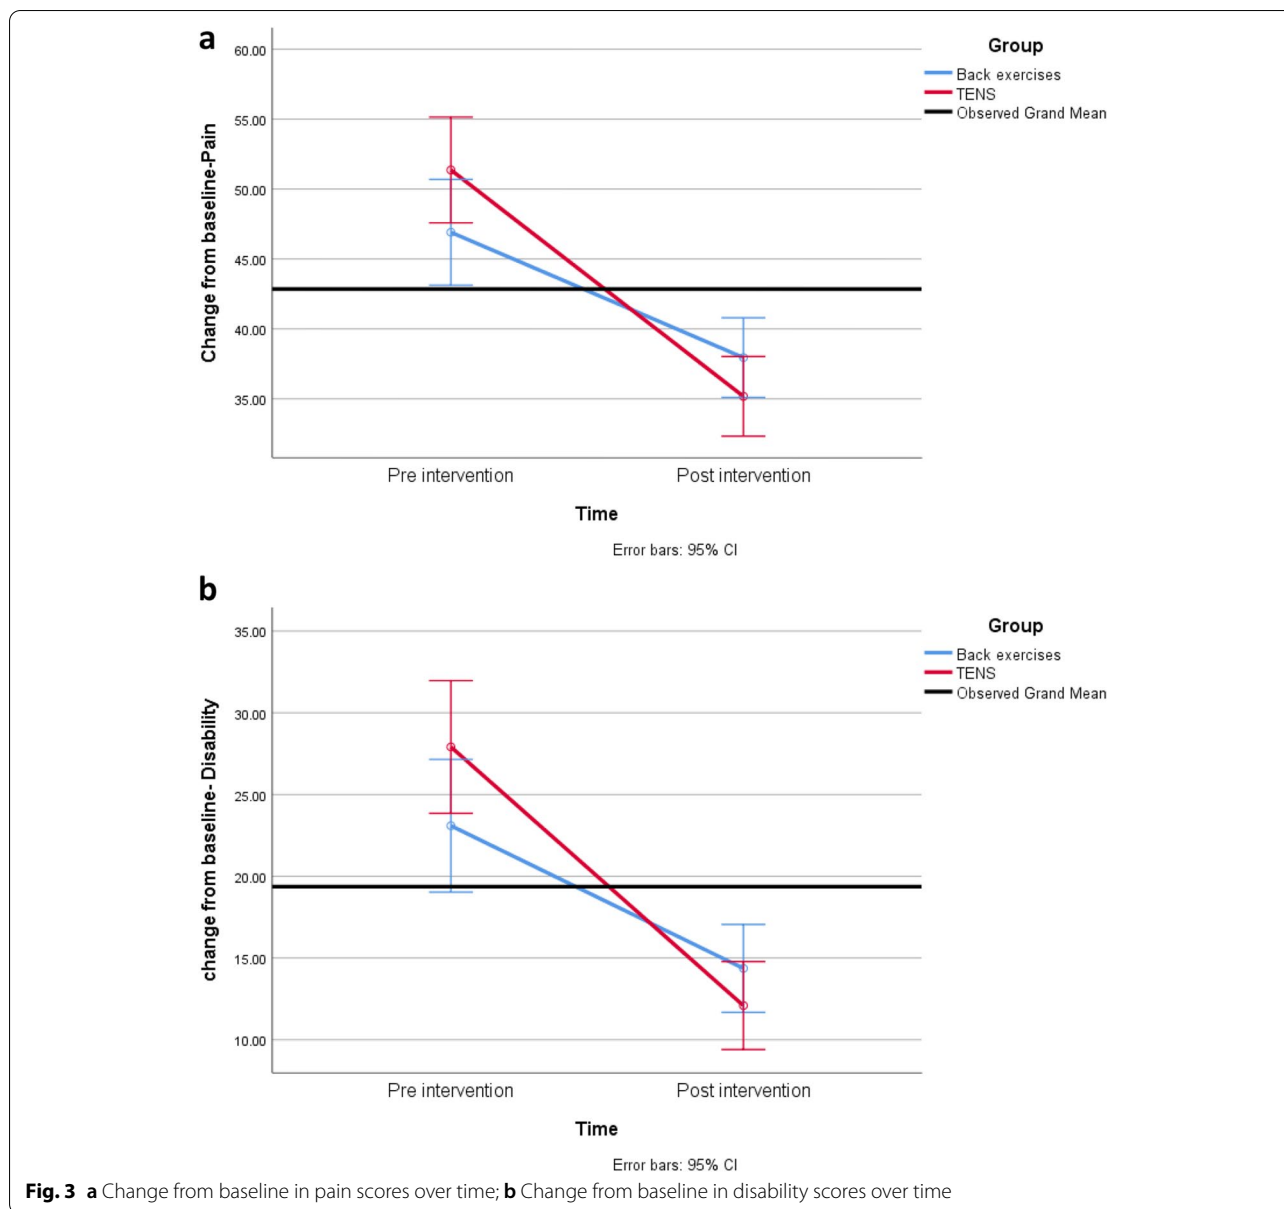 a
Group
Back exercises
TENS
Observed Grand Mean
60.00
55.00
50.00
45.00
40.00
35.00
Change from baseline-Pain
Pre intervention
Post intervention
Time
Error bars: 95% CI
b
Group
Back exercises
TENS
Observed Grand Mean
35.00
30.00
25.00
20.00
15.00
10.00
change from baseline- Disability
Pre intervention
Post intervention
Time
Error bars: 95% CI
Fig. 3 a Change from baseline in pain scores over time; b Change from baseline in disability scores over time